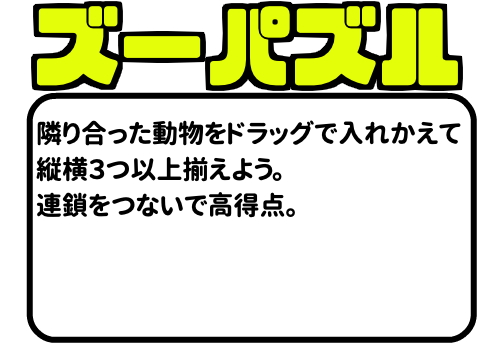 ズーパズル
隣り合った動物をドラッグで入れかえて
縦横3つ以上揃えよう。
連鎖をつないで高得点。